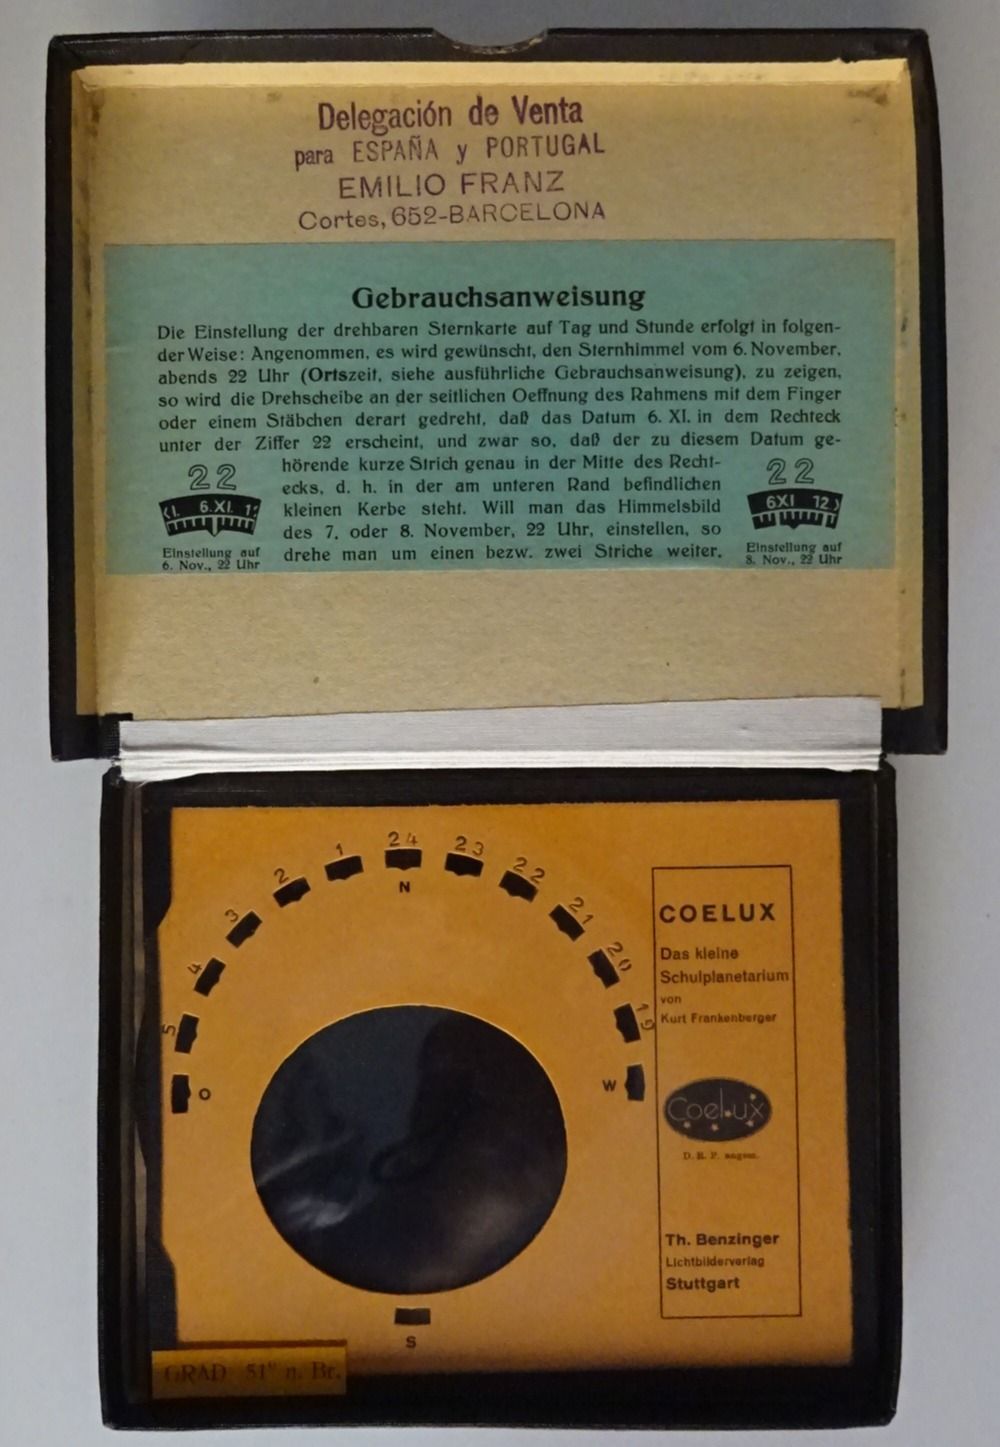 Delegación de Venta
para ESPAÑA y PORTUGAL
EMILIO FRANZ
Cortes, 652-BARCELONA
Gebrauchsanweisung
Die Einstellung der drehbaren Sternkarte auf Tag und Stunde erfolgt in folgen-
der Weise: Angenommen, es wird gewünscht, den Sternhimmel vom 6. November,
abends 22 Uhr (Ortszeit, siehe ausführliche Gebrauchsanweisung), zu zeigen,
so wird die Drehscheibe an der seitlichen Oeffnung des Rahmens mit dem Finger
oder einem Stäbchen derart gedreht, daß das Datum 6. XI. in dem Rechteck
unter der Ziffer 22 erscheint, und zwar so, daß der zu diesem Datum ge-
hörende kurze Strich genau in der Mitte des Recht-
ecks, d. h. in der am unteren Rand befindlichen
kleinen Kerbe steht. Will man das Himmelsbild
des 7. oder 8. November, 22 Uhr, einstellen, so
drehe man um einen bezw. zwei Striche weiter.
22
6.XI.
Einstellung auf
6. Nov., 22 Uhr
22
6XI 12
Einstellung auf
8. Nov., 22 Uhr
5
4
3
2
1
24
23
22
21
20
19
N
O
W
S
COELUX
Das kleine
Schulplanetarium
von
Kurt Frankenberger
Coelux
D. R. P. angem.
Th. Benzinger
Lichtbilderverlag
Stuttgart
GRAD 51° n. Br.